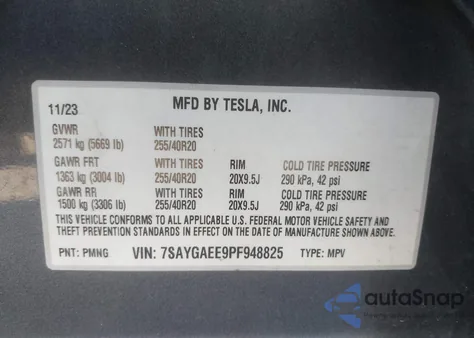 11/23 MFD BY TESLA, INC.
GVWR WITH TIRES
2571 kg (5669 lb) 255/40R20
GAWR FRT WITH TIRES RIM COLD TIRE PRESSURE
1363 kg (3004 lb) 255/40R20 20X9.5J 290 kPa, 42 psi
GAWR RR WITH TIRES RIM COLD TIRE PRESSURE
1500 kg (3306 lb) 255/40R20 20X9.5J 290 kPa, 42 psi
THIS VEHICLE CONFORMS TO ALL APPLICABLE U.S. FEDERAL MOTOR VEHICLE SAFETY AND
THEFT PREVENTION STANDARDS IN EFFECT ON THE DATE OF MANUFACTURE SHOWN ABOVE.
PNT: PMNG VIN: 7SAYGAEE9PF948825 TYPE: MPV
autoSnap